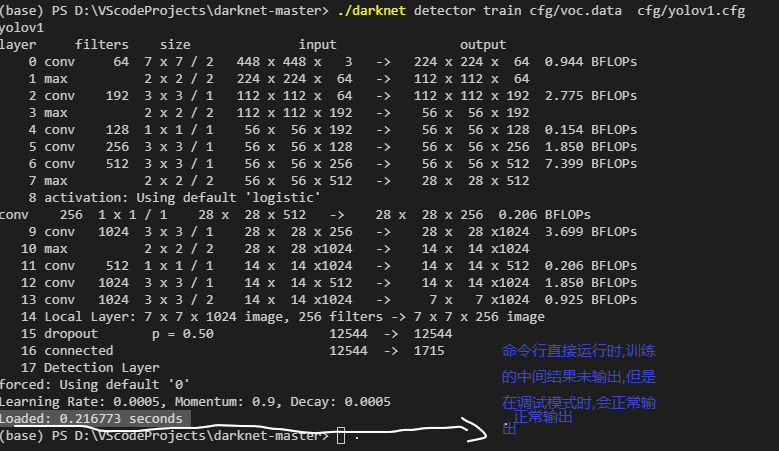 (base) PS D:\VScodeProjects\darknet-master> ./darknet detector train cfg/voc.data  cfg/yolov1.cfg
yolov1
layer     filters    size              input                output
    0 conv     64  7 x 7 / 2   448 x 448 x   3   ->   224 x 224 x  64  0.944 BFLOPs
    1 max          2 x 2 / 2   224 x 224 x  64   ->   112 x 112 x  64
    2 conv    192  3 x 3 / 1   112 x 112 x  64   ->   112 x 112 x 192  2.775 BFLOPs
    3 max          2 x 2 / 2   112 x 112 x 192   ->    56 x  56 x 192
    4 conv    128  1 x 1 / 1    56 x  56 x 192   ->    56 x  56 x 128  0.154 BFLOPs
    5 conv    256  3 x 3 / 1    56 x  56 x 128   ->    56 x  56 x 256  1.850 BFLOPs
    6 conv    512  3 x 3 / 1    56 x  56 x 256   ->    56 x  56 x 512  7.399 BFLOPs
    7 max          2 x 2 / 2    56 x  56 x 512   ->    28 x  28 x 512
    8 activation: Using default 'logistic'
conv    256  1 x 1 / 1    28 x  28 x 512   ->    28 x  28 x 256  0.206 BFLOPs
    9 conv   1024  3 x 3 / 1    28 x  28 x 256   ->    28 x  28 x1024  3.699 BFLOPs
   10 max          2 x 2 / 2    28 x  28 x1024   ->    14 x  14 x1024
   11 conv    512  1 x 1 / 1    14 x  14 x1024   ->    14 x  14 x 512  0.206 BFLOPs
   12 conv   1024  3 x 3 / 1    14 x  14 x 512   ->    14 x  14 x1024  1.850 BFLOPs
   13 conv   1024  3 x 3 / 2    14 x  14 x1024   ->     7 x   7 x1024  0.925 BFLOPs
   14 Local Layer: 7 x 7 x 1024 image, 256 filters -> 7 x 7 x 256 image
   15 dropout       p = 0.50               12544  ->  12544
   16 connected                            12544  ->  1715
   17 Detection Layer
forced: Using default '0'
Learning Rate: 0.0005, Momentum: 0.9, Decay: 0.0005
Loaded: 0.216773 seconds
(base) PS D:\VScodeProjects\darknet-master>
命令行直接运行时,训练
的中间结果未输出,但是
在调试模式时,会正常输
出
正常输出